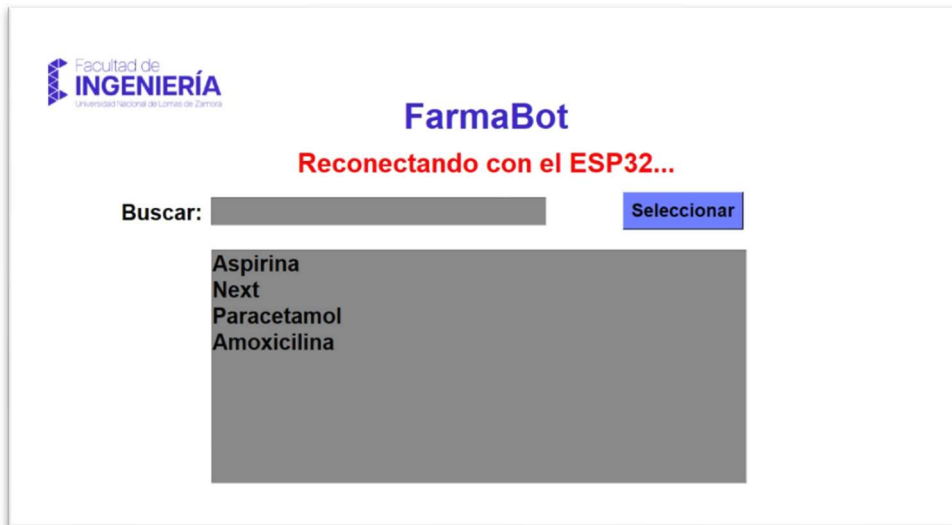 Facultad de
INGENIERÍA
Universidad Nacional de Lomas de Zamora
FarmaBot
Reconectando con el ESP32...
Buscar:
Seleccionar
Aspirina
Next
Paracetamol
Amoxicilina